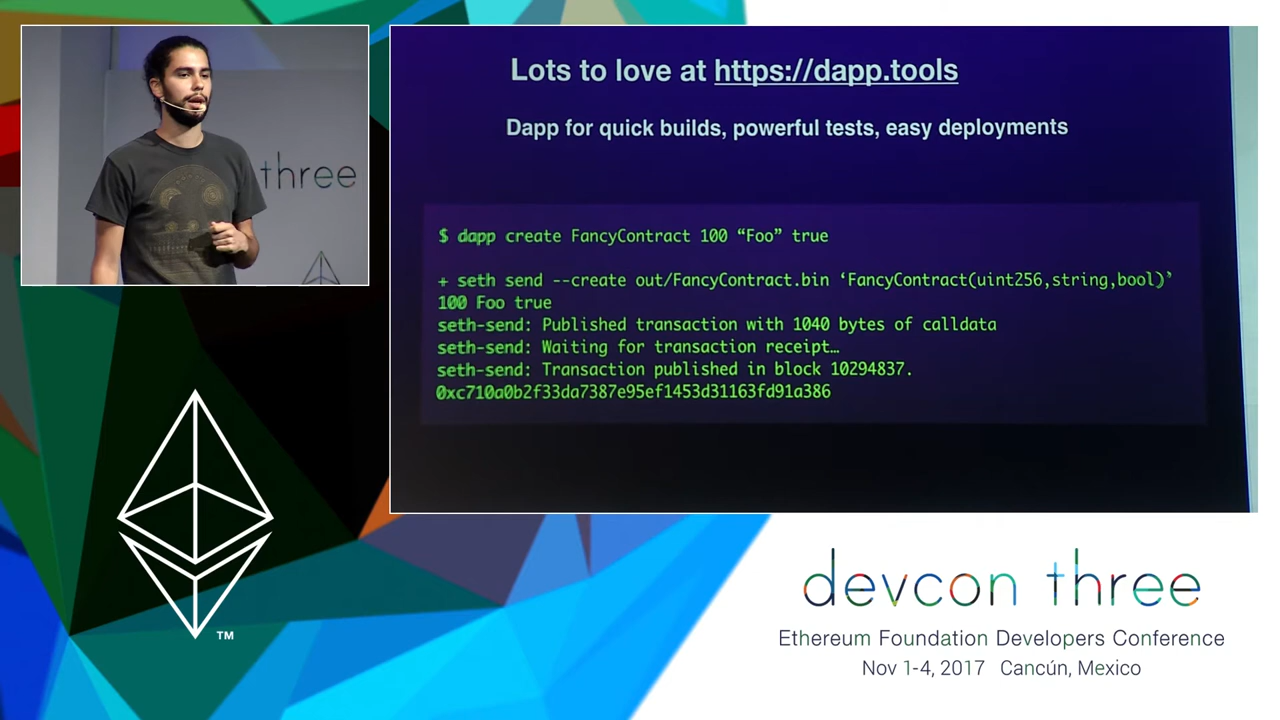 three
Lots to love at https://dapp.tools
Dapp for quick builds, powerful tests, easy deployments
$ dapp create FancyContract 100 “Foo” true
+ seth send --create out/FancyContract.bin ‘FancyContract(uint256,string,bool)’
100 Foo true
seth-send: Published transaction with 1040 bytes of calldata
seth-send: Waiting for transaction receipt…
seth-send: Transaction published in block 10294837.
0xc710a0b2f33da7387e95ef1453d31163fd91a386
TM
devcon three
Ethereum Foundation Developers Conference
Nov 1-4, 2017 Cancún, Mexico